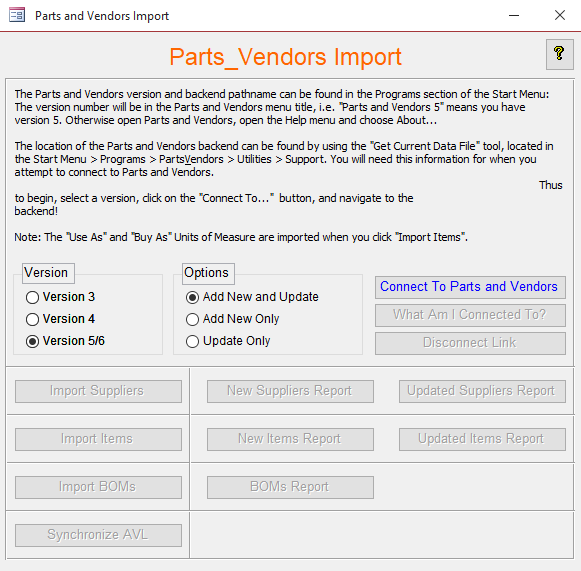 Parts and Vendors Import
Parts_Vendors Import
?
The Parts and Vendors version and backend pathname can be found in the Programs section of the Start Menu:
The version number will be in the Parts and Vendors menu title, i.e. "Parts and Vendors 5" means you have
version 5. Otherwise open Parts and Vendors, open the Help menu and choose About...
The location of the Parts and Vendors backend can be found by using the "Get Current Data File" tool, located in
the Start Menu > Programs > PartsVendors > Utilities > Support. You will need this information for when you
attempt to connect to Parts and Vendors.
Thus
to begin, select a version, click on the "Connect To..." button, and navigate to the
backend!
Note: The "Use As" and "Buy As" Units of Measure are imported when you click "Import Items".
Version
Options
Version 3
Add New and Update
Connect To Parts and Vendors
Version 4
Add New Only
What Am I Connected To?
Version 5/6
Update Only
Disconnect Link
Import Suppliers
New Suppliers Report
Updated Suppliers Report
Import Items
New Items Report
Updated Items Report
Import BOMs
BOMs Report
Synchronize AVL